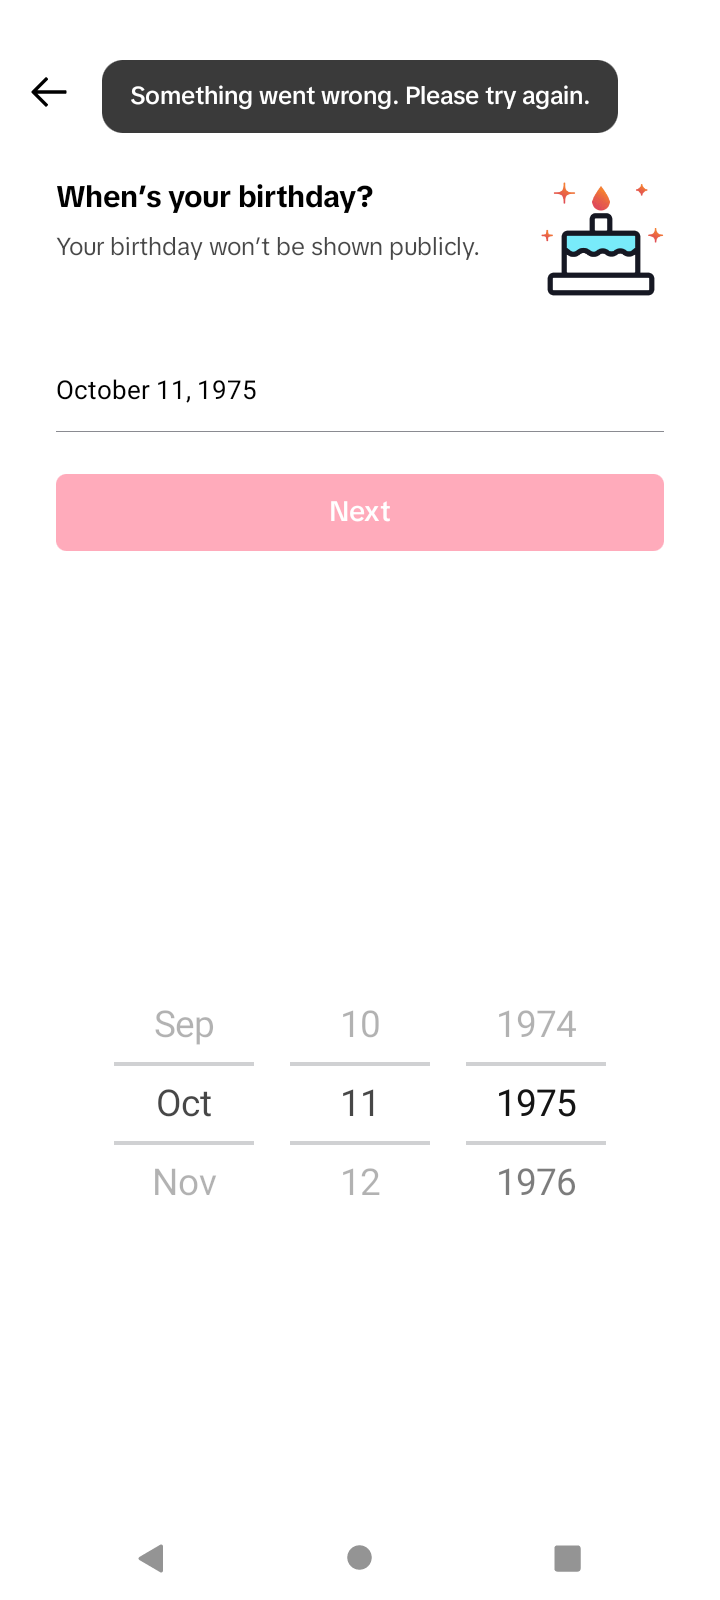 Something went wrong. Please try again.
When’s your birthday?
Your birthday won’t be shown publicly.
October 11, 1975
Next
Sep 10 1974
Oct 11 1975
Nov 12 1976